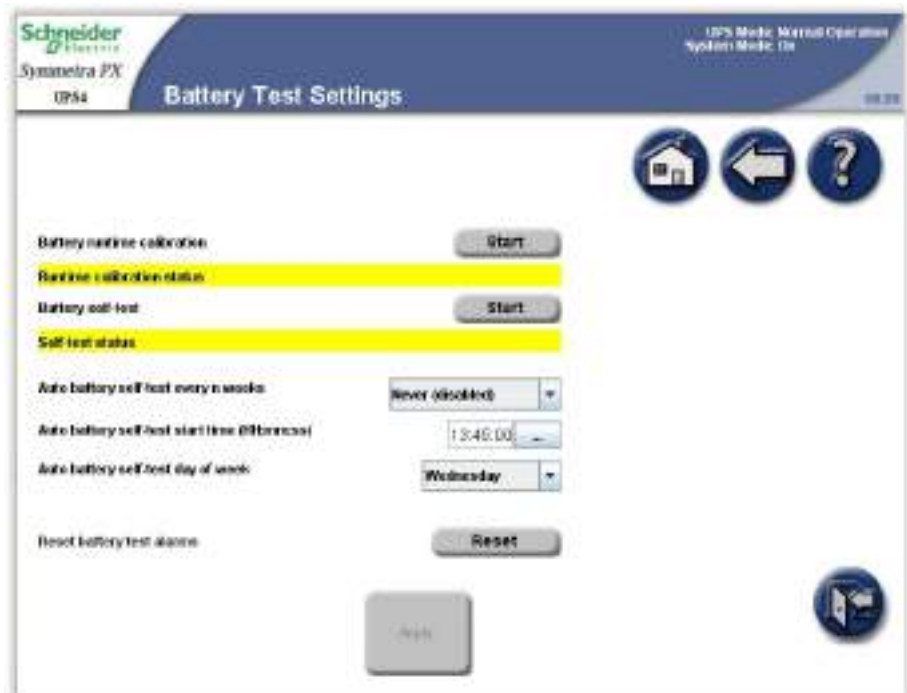 Schneider
Electric
UPS Mode: Normal Operation
System Mode: On
Symmetra PX
UPS4
Battery Test Settings
Battery runtime calibration
Start
Runtime calibration status
Battery self-test
Start
Self-test status
Auto battery self-test every n weeks
Never (disabled)
Auto battery self-test start time (HH:mm:ss)
13:45:00
...
Auto battery self-test day of week
Wednesday
Reset battery test alarms
Reset
Apply